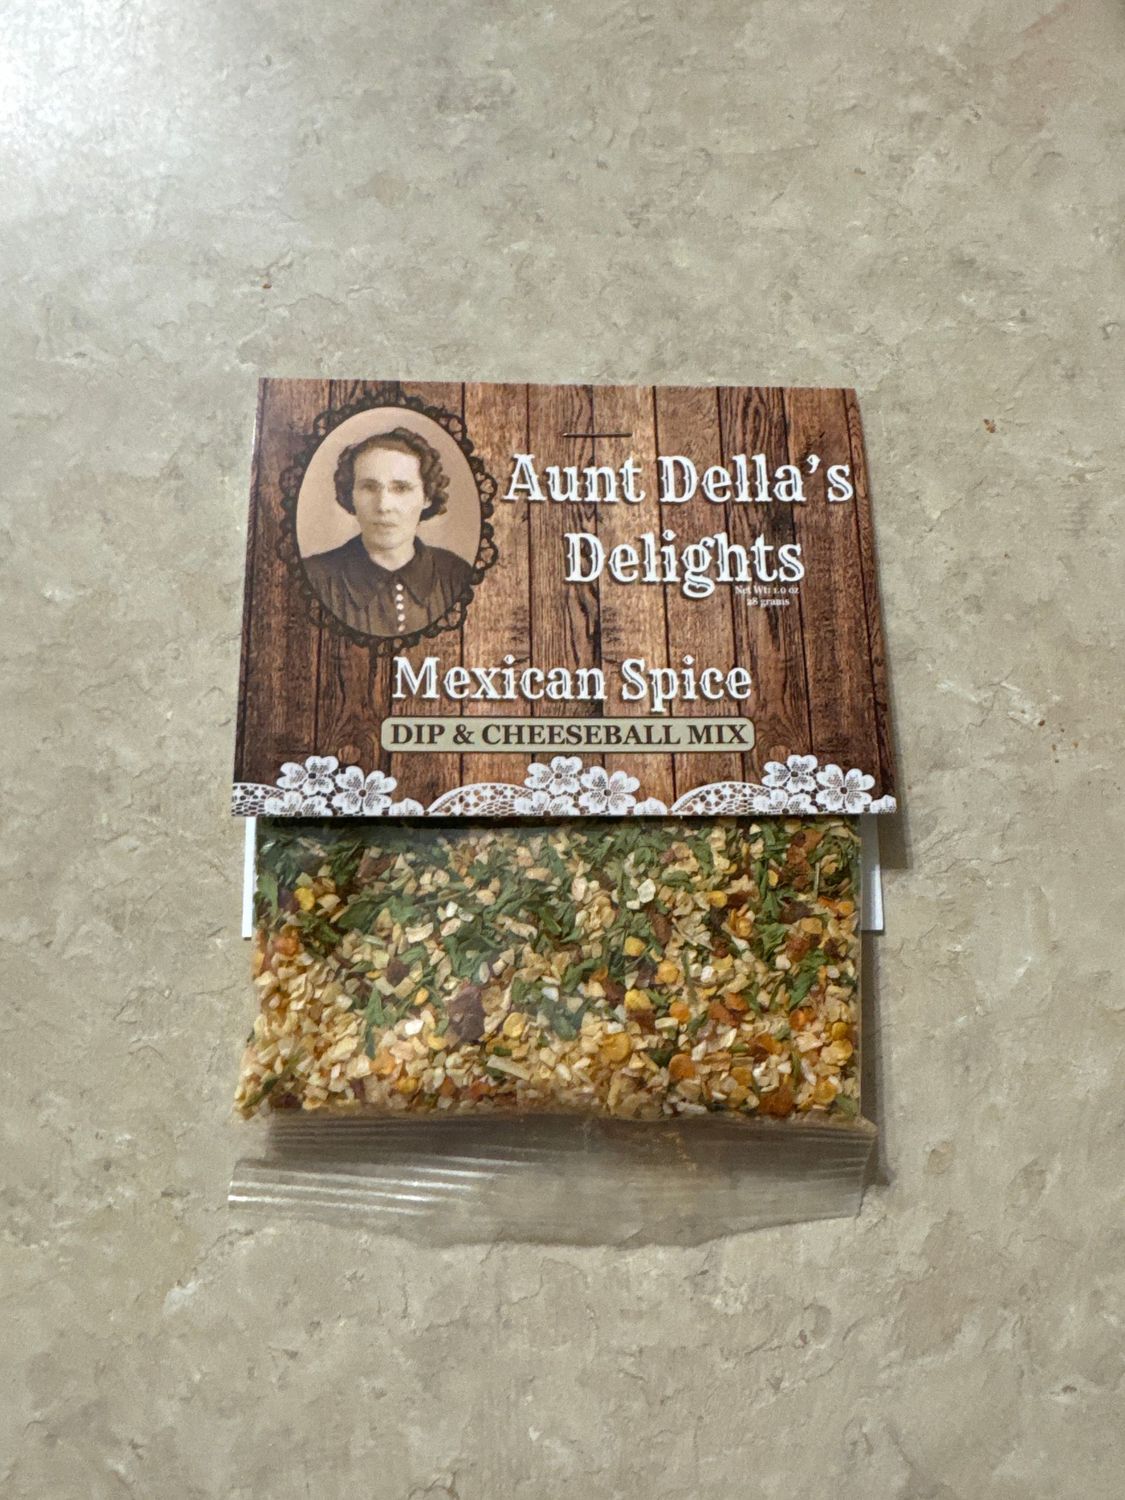 Aunt Della's
Delights
Net Wt: 1.0 oz
28 grams
Mexican Spice
DIP & CHEESEBALL MIX